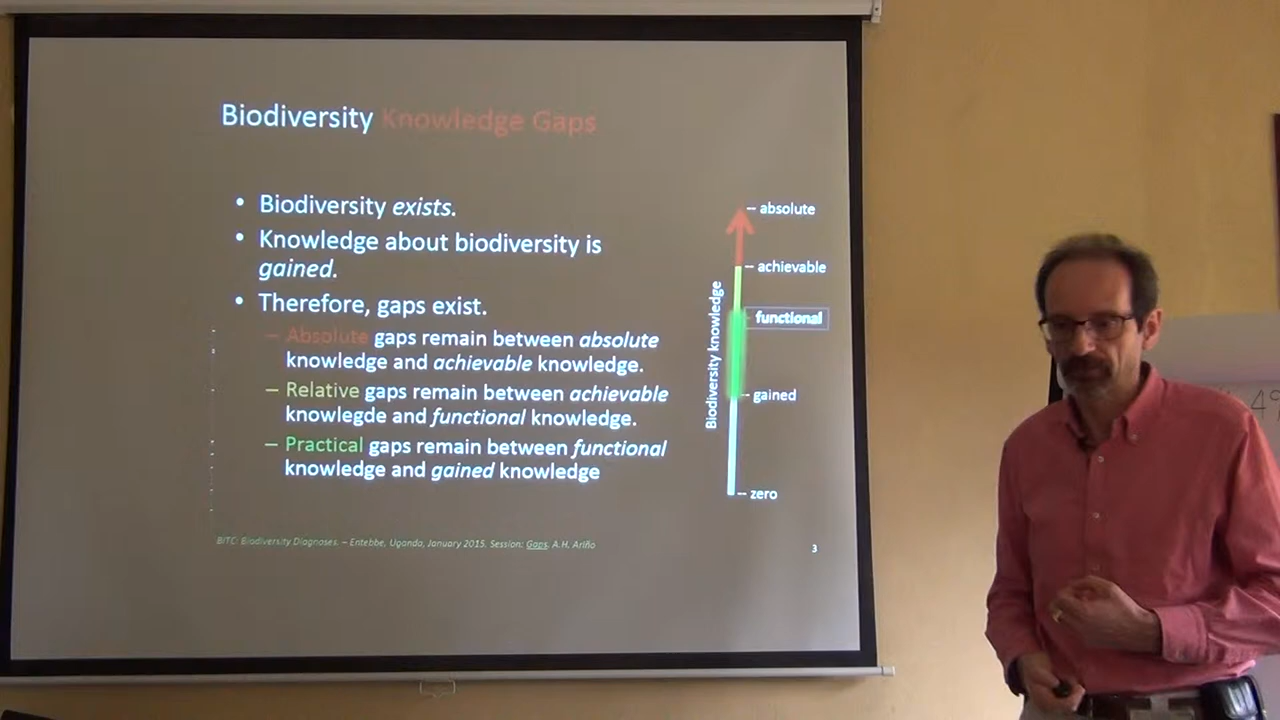 Biodiversity Knowledge Gaps
• Biodiversity exists.
• Knowledge about biodiversity is
gained.
• Therefore, gaps exist.
– Absolute gaps remain between absolute
knowledge and achievable knowledge.
– Relative gaps remain between achievable
knowlegde and functional knowledge.
– Practical gaps remain between functional
knowledge and gained knowledge
Biodiversity knowledge
-- absolute
-- achievable
functional
-- gained
-- zero
BITC: Biodiversity Diagnoses. – Entebbe, Uganda, January 2015. Session: Gaps. A.H. Ariño
3
4º